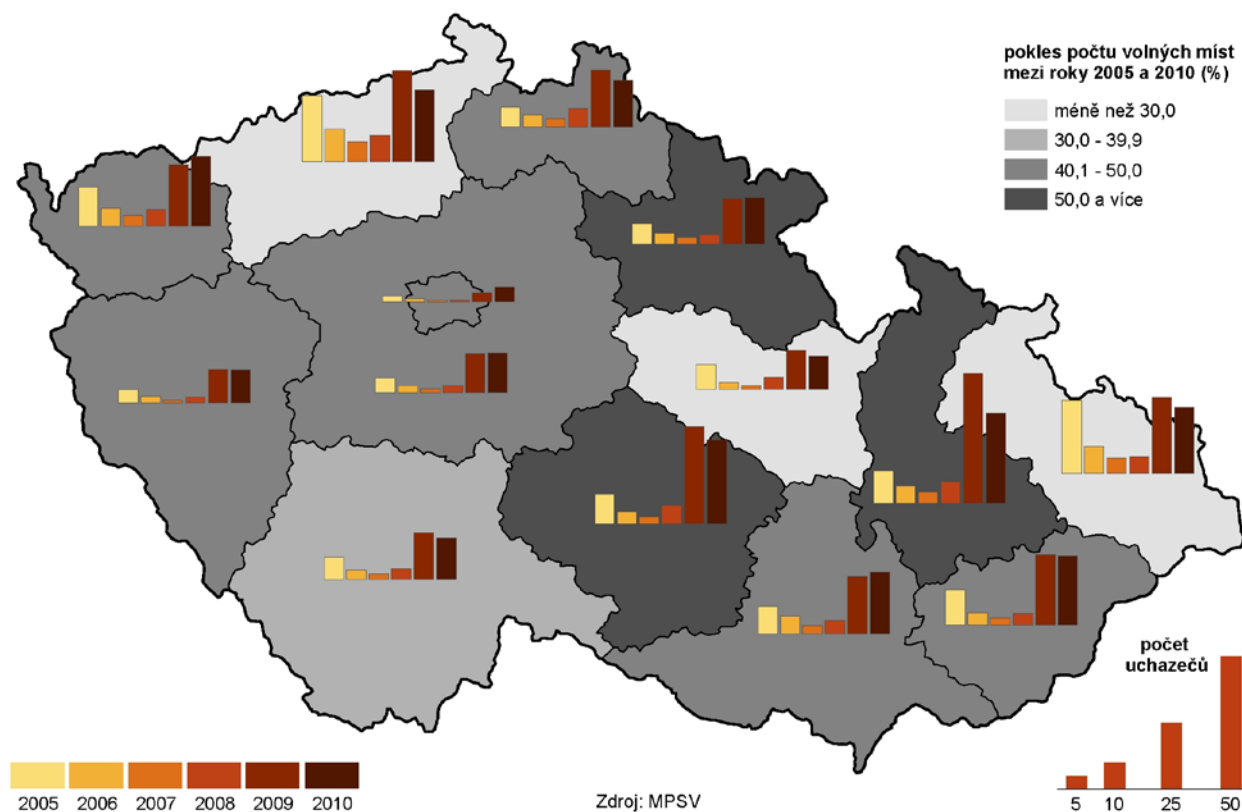 pokles počtu volných míst
mezi roky 2005 a 2010 (%)
méně než 30,0
30,0 - 39,9
40,1 - 50,0
50,0 a více
počet
uchazečů
5 10 25 50
2005 2006 2007 2008 2009 2010
Zdroj: MPSV